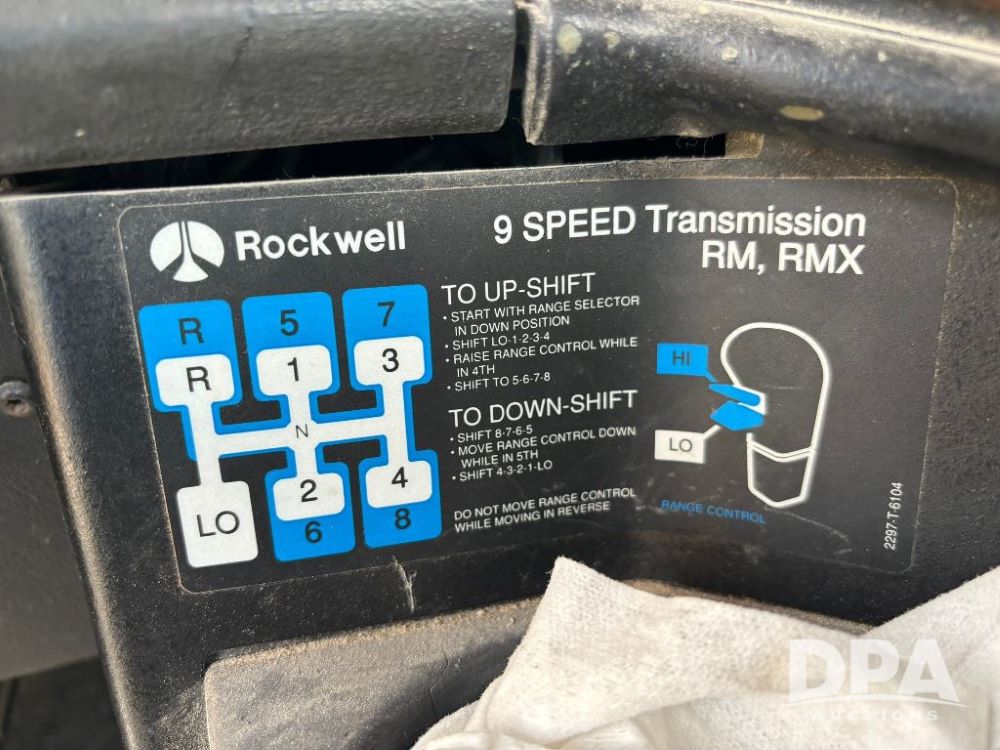 Rockwell
9 SPEED Transmission
RM, RMX
R 5 7
R 1 3
N
LO 2 4
6 8
TO UP-SHIFT
• START WITH RANGE SELECTOR
IN DOWN POSITION
• SHIFT LO-1-2-3-4
• RAISE RANGE CONTROL WHILE
IN 4TH
• SHIFT TO 5-6-7-8
TO DOWN-SHIFT
• SHIFT 8-7-6-5
• MOVE RANGE CONTROL DOWN
WHILE IN 5TH
• SHIFT 4-3-2-1-LO
DO NOT MOVE RANGE CONTROL
WHILE MOVING IN REVERSE
HI
LO
RANGE CONTROL
2297-T-6104
DPA
AUCTIONS